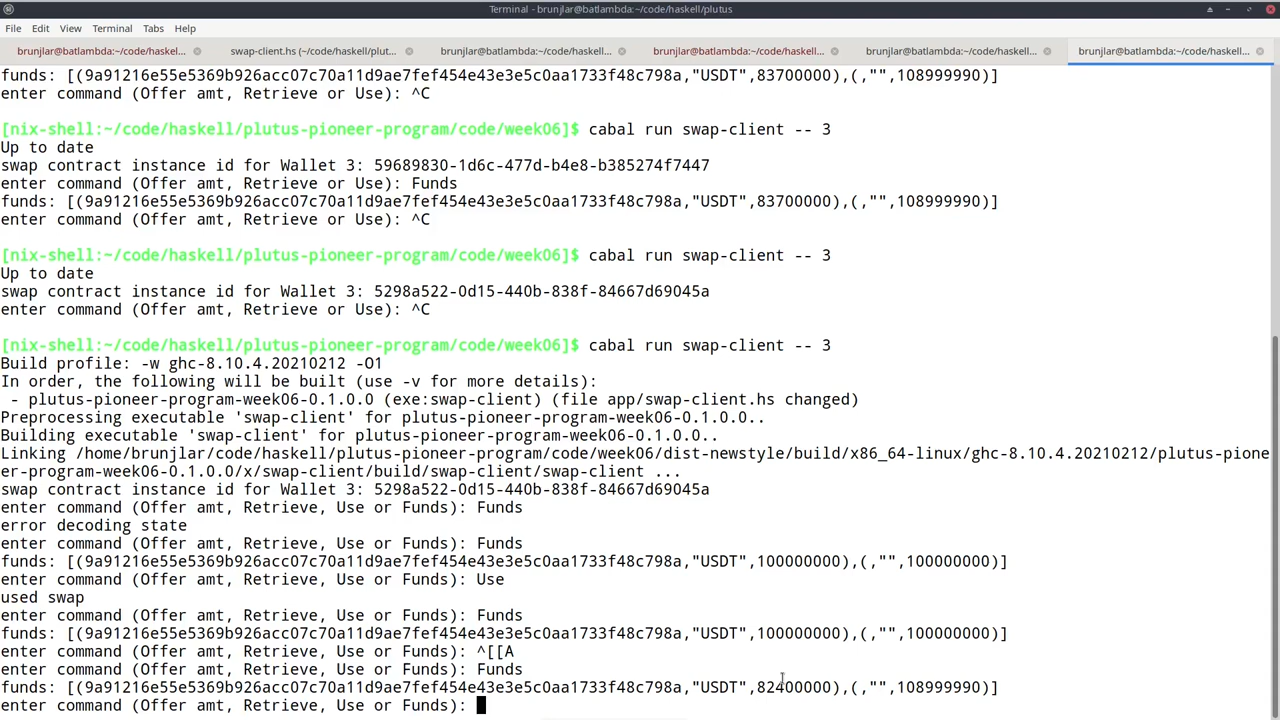 Terminal - brunjlar@batlambda:~/code/haskell/plutus
File Edit View Terminal Tabs Help
brunjlar@batlambda:~/code/haskell... swap-client.hs (~/code/haskell/plut... brunjlar@batlambda:~/code/haskell... brunjlar@batlambda:~/code/haskell... brunjlar@batlambda:~/code/haskell... brunjlar@batlambda:~/code/haskell...
funds: [(9a91216e55e5369b926acc07c70a11d9ae7fef454e43e3e5c0aa1733f48c798a,"USDT",83700000),(,"",108999990)]
enter command (Offer amt, Retrieve or Use): ^C
[nix-shell:~/code/haskell/plutus-pioneer-program/code/week06]$ cabal run swap-client -- 3
Up to date
swap contract instance id for Wallet 3: 59689830-1d6c-477d-b4e8-b385274f7447
enter command (Offer amt, Retrieve or Use): Funds
funds: [(9a91216e55e5369b926acc07c70a11d9ae7fef454e43e3e5c0aa1733f48c798a,"USDT",83700000),(,"",108999990)]
enter command (Offer amt, Retrieve or Use): ^C
[nix-shell:~/code/haskell/plutus-pioneer-program/code/week06]$ cabal run swap-client -- 3
Up to date
swap contract instance id for Wallet 3: 5298a522-0d15-440b-838f-84667d69045a
enter command (Offer amt, Retrieve or Use): ^C
[nix-shell:~/code/haskell/plutus-pioneer-program/code/week06]$ cabal run swap-client -- 3
Build profile: -w ghc-8.10.4.20210212 -O1
In order, the following will be built (use -v for more details):
 - plutus-pioneer-program-week06-0.1.0.0 (exe:swap-client) (file app/swap-client.hs changed)
Preprocessing executable 'swap-client' for plutus-pioneer-program-week06-0.1.0.0..
Building executable 'swap-client' for plutus-pioneer-program-week06-0.1.0.0..
Linking /home/brunjlar/code/haskell/plutus-pioneer-program/code/week06/dist-newstyle/build/x86_64-linux/ghc-8.10.4.20210212/plutus-pione
er-program-week06-0.1.0.0/x/swap-client/build/swap-client/swap-client ...
swap contract instance id for Wallet 3: 5298a522-0d15-440b-838f-84667d69045a
enter command (Offer amt, Retrieve, Use or Funds): Funds
error decoding state
enter command (Offer amt, Retrieve, Use or Funds): Funds
funds: [(9a91216e55e5369b926acc07c70a11d9ae7fef454e43e3e5c0aa1733f48c798a,"USDT",100000000),(,"",100000000)]
enter command (Offer amt, Retrieve, Use or Funds): Use
used swap
enter command (Offer amt, Retrieve, Use or Funds): Funds
funds: [(9a91216e55e5369b926acc07c70a11d9ae7fef454e43e3e5c0aa1733f48c798a,"USDT",100000000),(,"",100000000)]
enter command (Offer amt, Retrieve, Use or Funds): ^[[A
enter command (Offer amt, Retrieve, Use or Funds): Funds
funds: [(9a91216e55e5369b926acc07c70a11d9ae7fef454e43e3e5c0aa1733f48c798a,"USDT",82400000),(,"",108999990)]
enter command (Offer amt, Retrieve, Use or Funds):